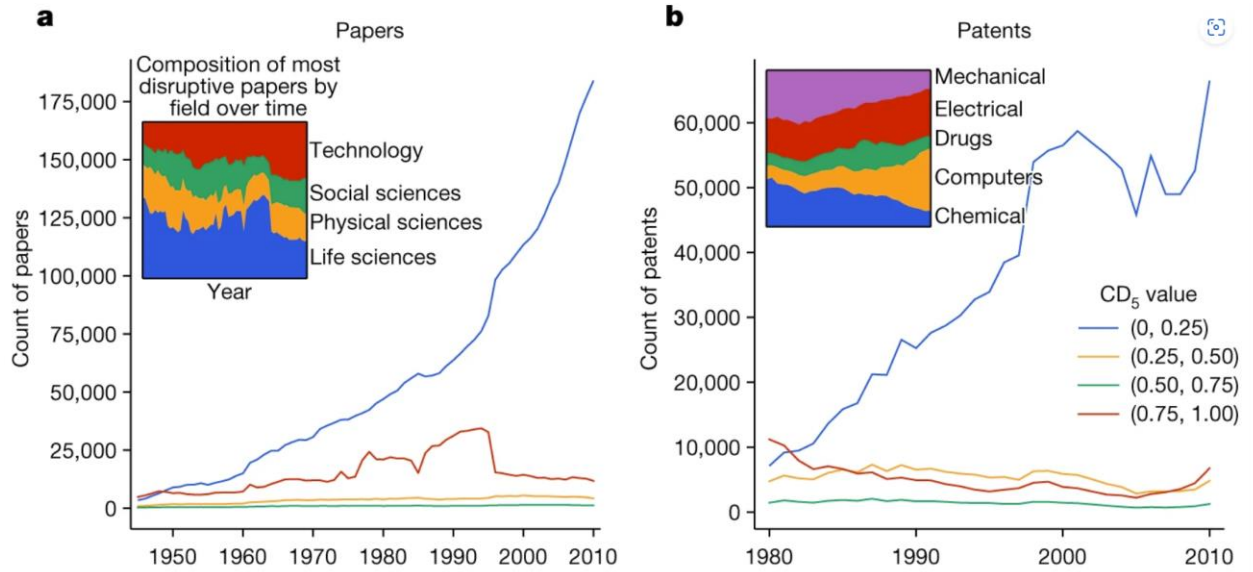 a
Papers
Composition of most
disruptive papers by
field over time
Technology
Social sciences
Physical sciences
Life sciences
Year
Count of papers
175,000
150,000
125,000
100,000
75,000
50,000
25,000
0
1950 1960 1970 1980 1990 2000 2010
b
Patents
Mechanical
Electrical
Drugs
Computers
Chemical
Count of patents
60,000
50,000
40,000
30,000
20,000
10,000
0
1980 1990 2000 2010
CD5 value
(0, 0.25)
(0.25, 0.50)
(0.50, 0.75)
(0.75, 1.00)